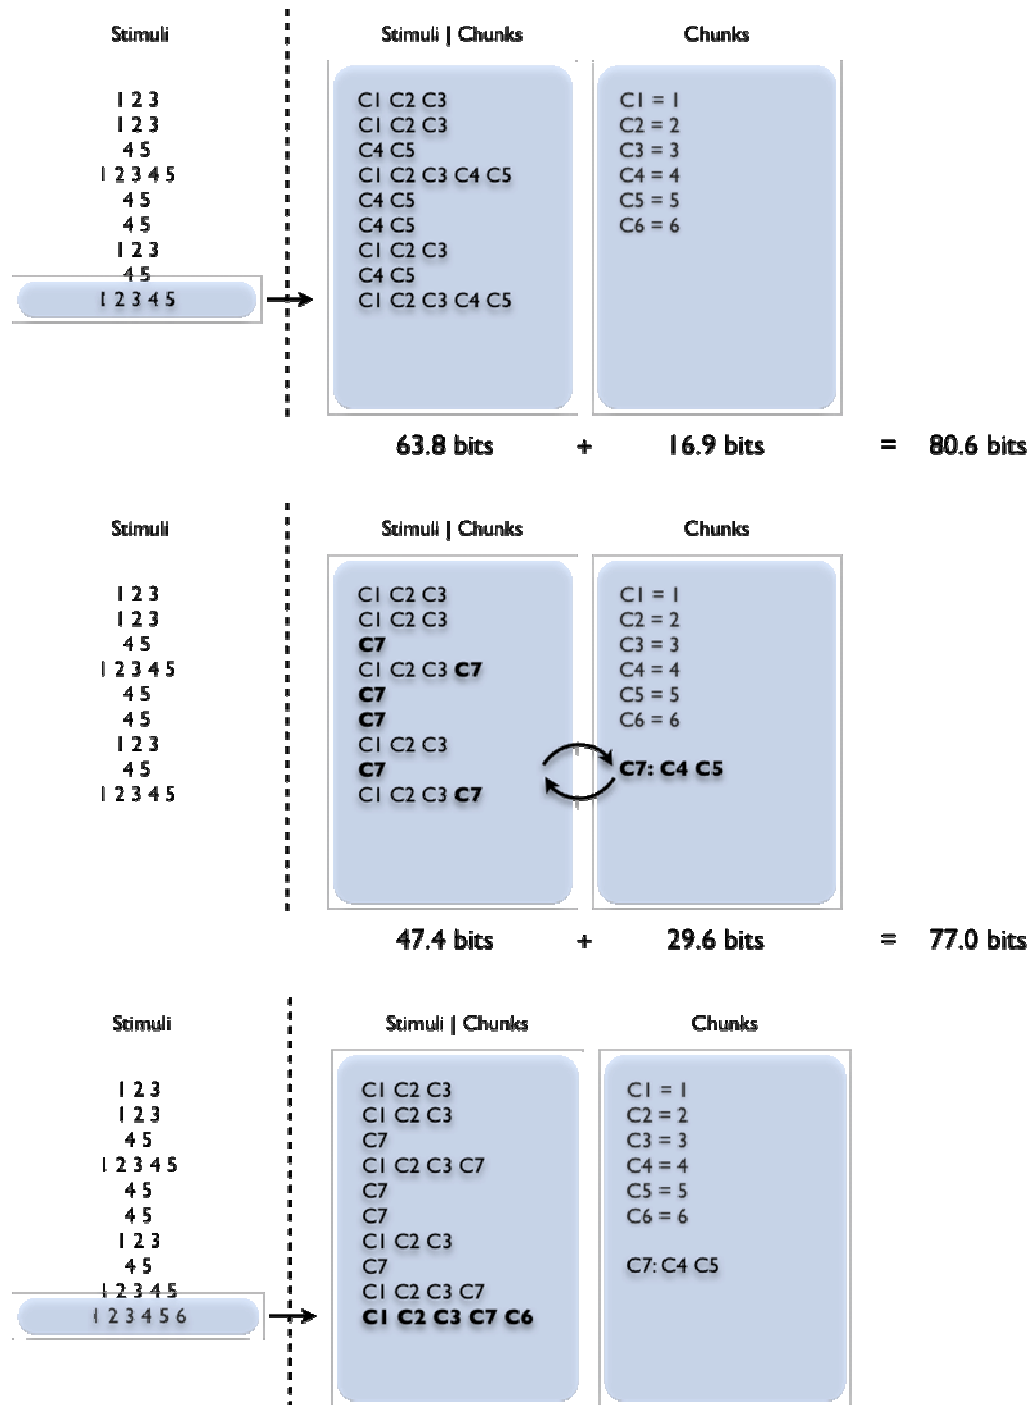 Stimuli Stimuli | Chunks Chunks
1 2 3 C1 C2 C3 C1 = 1
1 2 3 C1 C2 C3 C2 = 2
4 5 C4 C5 C3 = 3
1 2 3 4 5 C1 C2 C3 C4 C5 C4 = 4
4 5 C4 C5 C5 = 5
4 5 C4 C5 C6 = 6
1 2 3 C1 C2 C3
4 5 C4 C5
1 2 3 4 5 C1 C2 C3 C4 C5
63.8 bits + 16.9 bits = 80.6 bits
Stimuli Stimuli | Chunks Chunks
1 2 3 C1 C2 C3 C1 = 1
1 2 3 C1 C2 C3 C2 = 2
4 5 C7 C3 = 3
1 2 3 4 5 C1 C2 C3 C7 C4 = 4
4 5 C7 C5 = 5
4 5 C7 C6 = 6
1 2 3 C1 C2 C3
4 5 C7 C7: C4 C5
1 2 3 4 5 C1 C2 C3 C7
47.4 bits + 29.6 bits = 77.0 bits
Stimuli Stimuli | Chunks Chunks
1 2 3 C1 C2 C3 C1 = 1
1 2 3 C1 C2 C3 C2 = 2
4 5 C7 C3 = 3
1 2 3 4 5 C1 C2 C3 C7 C4 = 4
4 5 C7 C5 = 5
4 5 C7 C6 = 6
1 2 3 C1 C2 C3
4 5 C7 C7: C4 C5
1 2 3 4 5 C1 C2 C3 C7
1 2 3 4 5 6 C1 C2 C3 C7 C6